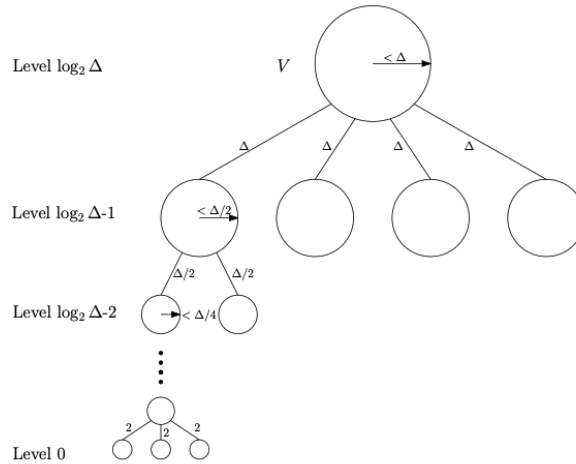 Level log₂ Δ
V
< Δ
Δ Δ Δ Δ
Level log₂ Δ-1
< Δ/2
Δ/2 Δ/2
Level log₂ Δ-2
< Δ/4
2 2 2
Level 0